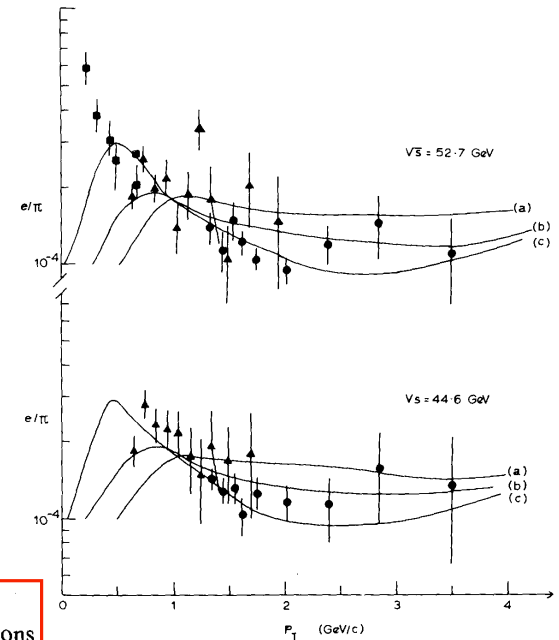 √s = 52·7 GeV
e/π
(a)
(b)
(c)
10⁻⁴
Vs = 44·6 GeV
e/π
(a)
(b)
(c)
10⁻⁴
0 1 2 3 4
P_T (GeV/c)
ons